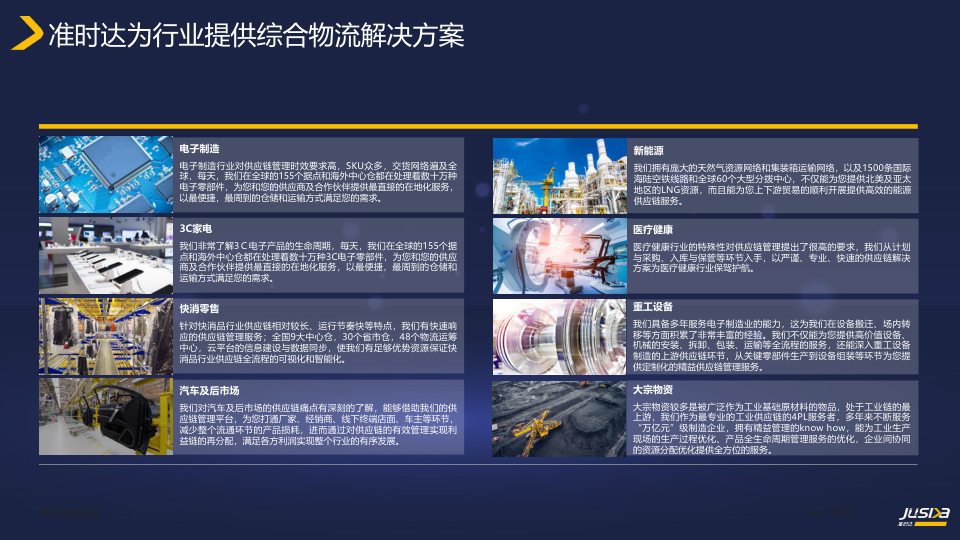 准时达为行业提供综合物流解决方案
电子制造
电子制造行业对供应链管理时效要求高，SKU众多，交货网络遍及全
球，每天，我们在全球的155个据点和海外中心仓都在处理着数十万种
电子零部件，为您和您的供应商及合作伙伴提供最直接的在地化服务，
以最便捷，最周到的仓储和运输方式满足您的需求。
3C家电
我们非常了解3C电子产品的生命周期，每天，我们在全球的155个据
点和海外中心仓都在处理着数十万种3C电子零部件，为您和您的供应
商及合作伙伴提供最直接的在地化服务，以最便捷，最周到的仓储和
运输方式满足您的需求。
快消零售
针对快消品行业供应链相对较长、运行节奏快等特点，我们有快速响
应的供应链管理服务；全国9大中心仓，30个省市仓，48个物流运筹
中心，云平台的信息建设与数据同步，使我们有足够优势资源保证快
消品行业供应链全流程的可视化和智能化。
汽车及后市场
我们对汽车及后市场的供应链痛点有深刻的了解，能够借助我们的供
应链管理平台，为您打通厂家、经销商、线下终端店面、车主等环节，
减少整个流通环节的产品损耗，进而通过对供应链的有效管理实现利
益链的再分配，满足各方利润实现整个行业的有序发展。
新能源
我们拥有庞大的天然气资源网络和集装箱运输网络，以及1500条国际
海陆空铁线路和全球60个大型分拨中心，不仅能为您提供北美及亚太
地区的LNG资源，而且能为您上下游贸易的顺利开展提供高效的能源
供应链服务。
医疗健康
医疗健康行业的特殊性对供应链管理提出了很高的要求，我们从计划
与采购、入库与保管等环节入手，以严谨、专业、快速的供应链解决
方案为医疗健康行业保驾护航。
重工设备
我们具备多年服务电子制造业的能力，这为我们在设备搬迁、场内转
移等方面积累了非常丰富的经验。我们不仅能为您提供高价值设备、
机械的安装、拆卸、包装、运输等全流程的服务，还能深入重工设备
制造的上游供应链环节，从关键零部件生产到设备组装等环节为您提
供定制化的精益供应链管理服务。
大宗物资
大宗物资较多是被广泛作为工业基础原材料的物品，处于工业链的最
上游，我们作为最专业的工业供应链的4PL服务者，多年来不断服务
“万亿元”级制造企业，拥有精益管理的know how，能为工业生产
现场的生产过程优化、产品全生命周期管理服务的优化，企业间协同
的资源分配优化提供全方位的服务。
JUSDA
准时达